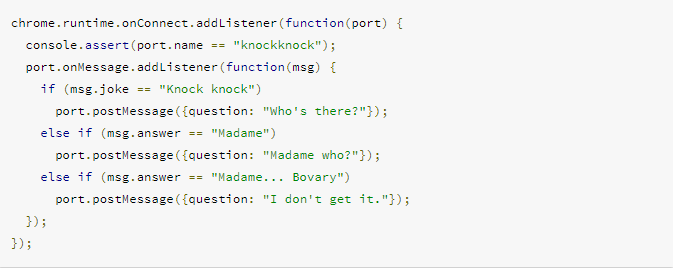 chrome.runtime.onConnect.addListener(function(port) {
  console.assert(port.name == "knockknock");
  port.onMessage.addListener(function(msg) {
    if (msg.joke == "Knock knock")
      port.postMessage({question: "Who's there?"});
    else if (msg.answer == "Madame")
      port.postMessage({question: "Madame who?"});
    else if (msg.answer == "Madame... Bovary")
      port.postMessage({question: "I don't get it."});
  });
});